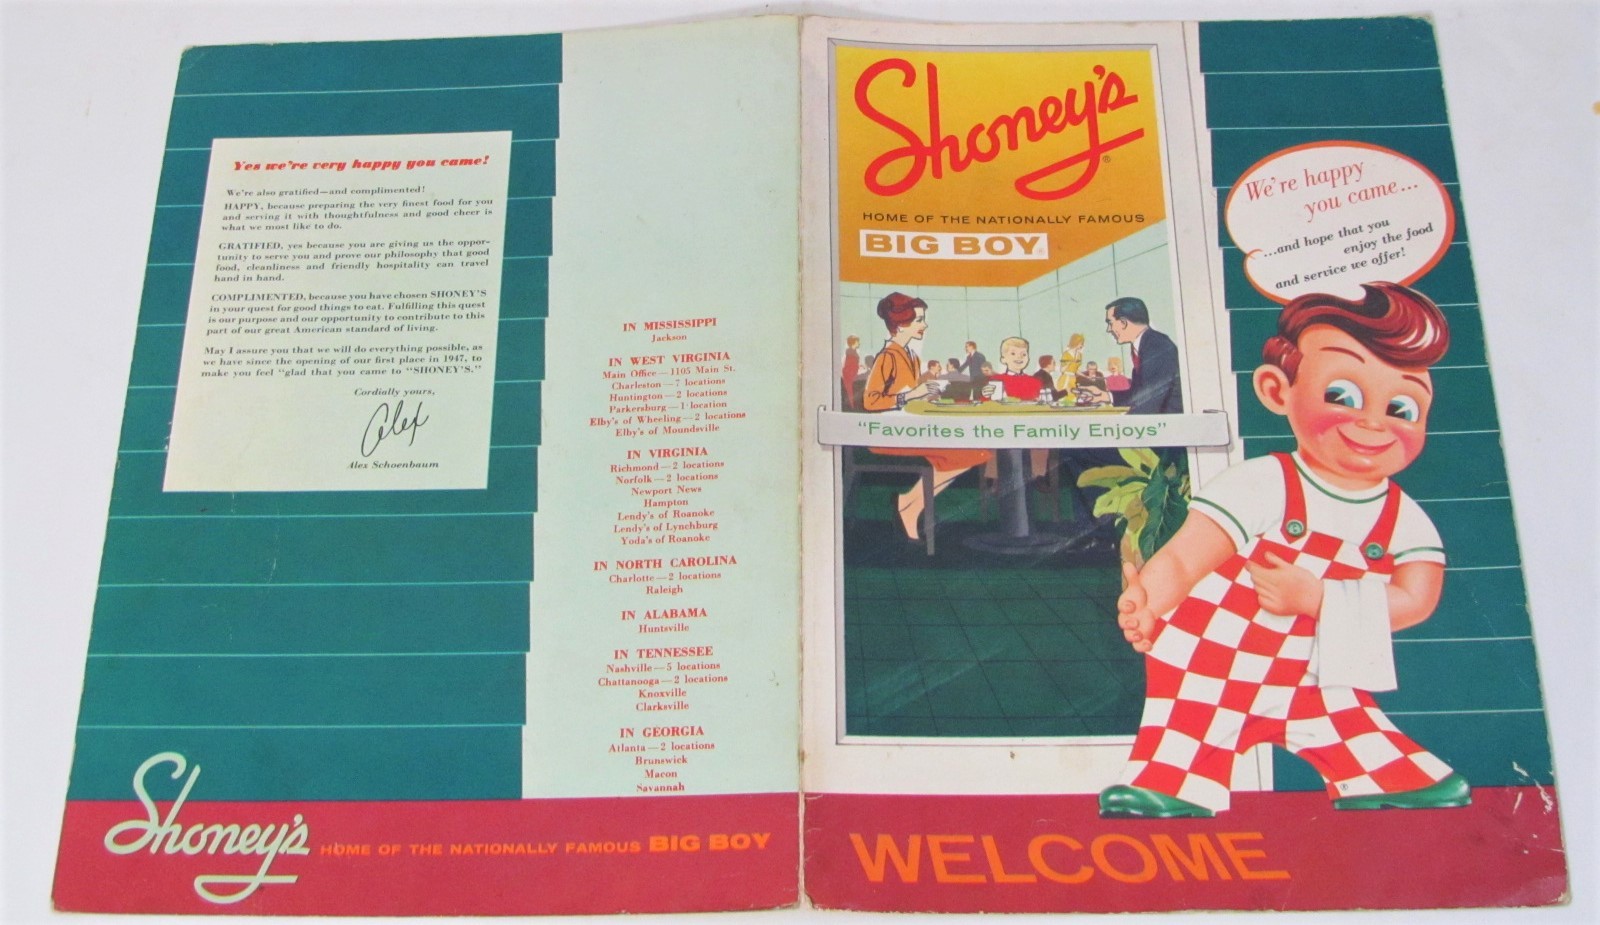 Yes we're very happy you came!
We're also gratified—and complimented!
HAPPY, because preparing the very finest food for you
and serving it with thoughtfulness and good cheer is
what we most like to do.
GRATIFIED, yes because you are giving us the oppor-
tunity to serve you and prove our philosophy that good
food, cleanliness and friendly hospitality can travel
hand in hand.
COMPLIMENTED, because you have chosen SHONEY'S
in your quest for good things to eat. Fulfilling this quest
is our purpose and our opportunity to contribute to this
part of our great American standard of living.
May I assure you that we will do everything possible, as
we have since the opening of our first place in 1947, to
make you feel "glad that you came to "SHONEY'S."
Cordially yours,
Alex
Alex Schoenbaum
IN MISSISSIPPI
Jackson
IN WEST VIRGINIA
Main Office—1105 Main St.
Charleston—7 locations
Huntington—2 locations
Parkersburg—1 location
Elby's of Wheeling—2 locations
Elby's of Moundsville
IN VIRGINIA
Richmond—2 locations
Norfolk—2 locations
Newport News
Hampton
Lendy's of Roanoke
Lendy's of Lynchburg
Yoda's of Roanoke
IN NORTH CAROLINA
Charlotte—2 locations
Raleigh
IN ALABAMA
Huntsville
IN TENNESSEE
Nashville—5 locations
Chattanooga—2 locations
Knoxville
Clarksville
IN GEORGIA
Atlanta—2 locations
Brunswick
Macon
Savannah
Shoney's
HOME OF THE NATIONALLY FAMOUS BIG BOY
Shoney's®
HOME OF THE NATIONALLY FAMOUS
BIG BOY®
"Favorites the Family Enjoys"
We're happy
you came...
...and hope that you
enjoy the food
and service we offer!
®
WELCOME